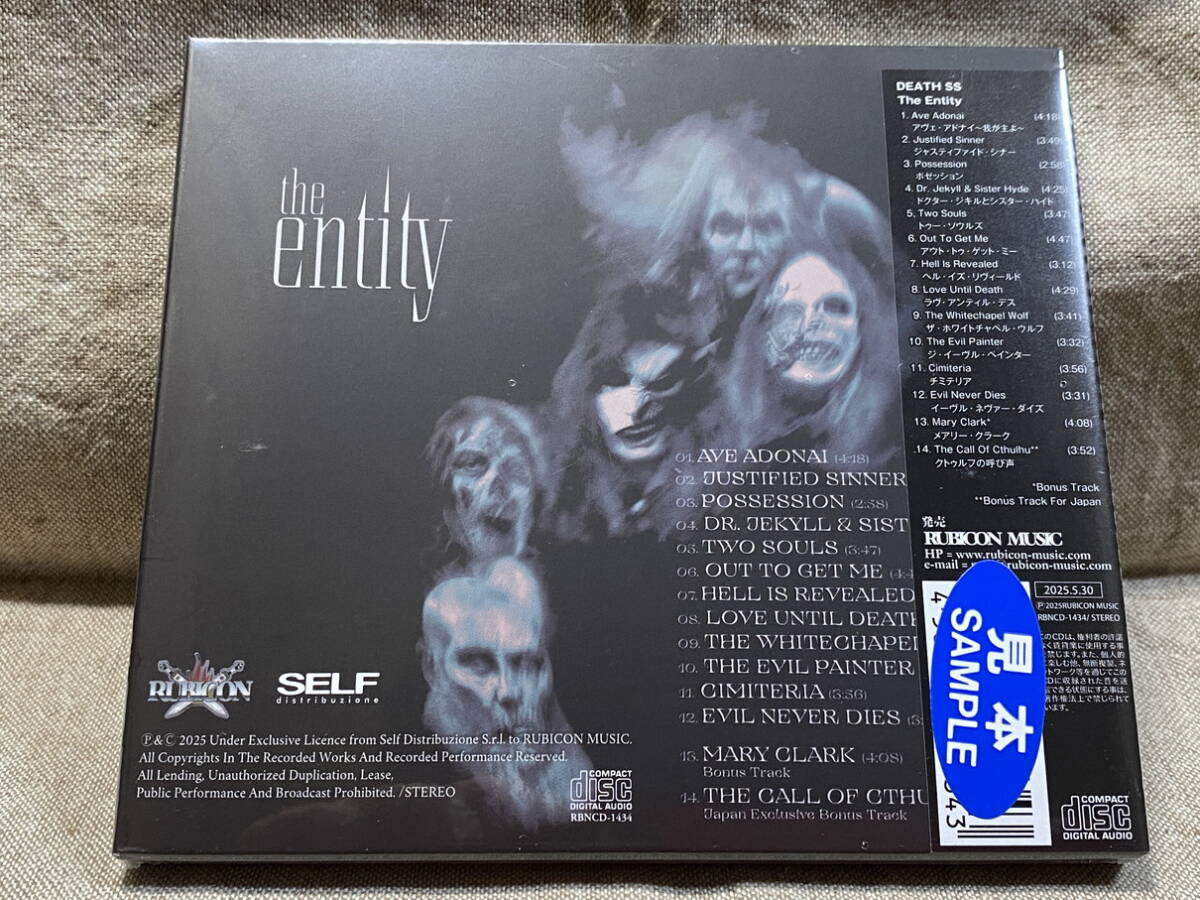 the
entity
01. AVE ADONAI (4:18)
02. JUSTIFIED SINNER
03. POSSESSION (2:58)
04. DR. JEKYLL & SIST
05. TWO SOULS (3:47)
06. OUT TO GET ME (4:4
07. HELL IS REVEALED
08. LOVE UNTIL DEATH
09. THE WHITECHAPEL
10. THE EVIL PAINTER
11. CIMITERIA (3:56)
12. EVIL NEVER DIES (3:
13. MARY CLARK (4:08)
Bonus Track
14. THE CALL OF CTHU
Japan Exclusive Bonus Track
RUBICON
SELF
distribuzione
Ⓟ&© 2025 Under Exclusive Licence from Self Distribuzione S.r.l. to RUBICON MUSIC.
All Copyrights In The Recorded Works And Recorded Performance Reserved.
All Lending, Unauthorized Duplication, Lease,
Public Performance And Broadcast Prohibited. /STEREO
COMPACT
disc
DIGITAL AUDIO
RBNCD-1434
DEATH SS
The Entity
1. Ave Adonai (4:18)
アヴェ・アドナイ〜我が主よ〜
2. Justified Sinner (3:49)
ジャスティファイド・シナー
3. Possession (2:58)
ポゼッション
4. Dr. Jekyll & Sister Hyde (4:25)
ドクター・ジキルとシスター・ハイド
5. Two Souls (3:47)
トゥー・ソウルズ
6. Out To Get Me (4:47)
アウト・トゥ・ゲット・ミー
7. Hell Is Revealed (3:12)
ヘル・イズ・リヴィールド
8. Love Until Death (4:29)
ラヴ・アンティル・デス
9. The Whitechapel Wolf (3:41)
ザ・ホワイトチャペル・ウルフ
10. The Evil Painter (3:32)
ジ・イーヴル・ペインター
11. Cimiteria (3:56)
チミテリア
12. Evil Never Dies (3:31)
イーヴル・ネヴァー・ダイズ
13. Mary Clark* (4:08)
メアリー・クラーク
14. The Call Of Cthulhu** (3:52)
クトゥルフの呼び声
*Bonus Track
**Bonus Track For Japan
発売
RUBICON MUSIC
HP = www.rubicon-music.com
e-mail = @rubicon-music.com
2025.5.30
Ⓟ2025RUBICON MUSIC
RBNCD-1434/ STEREO
見本
SAMPLE
COMPACT
disc
DIGITAL AUDIO